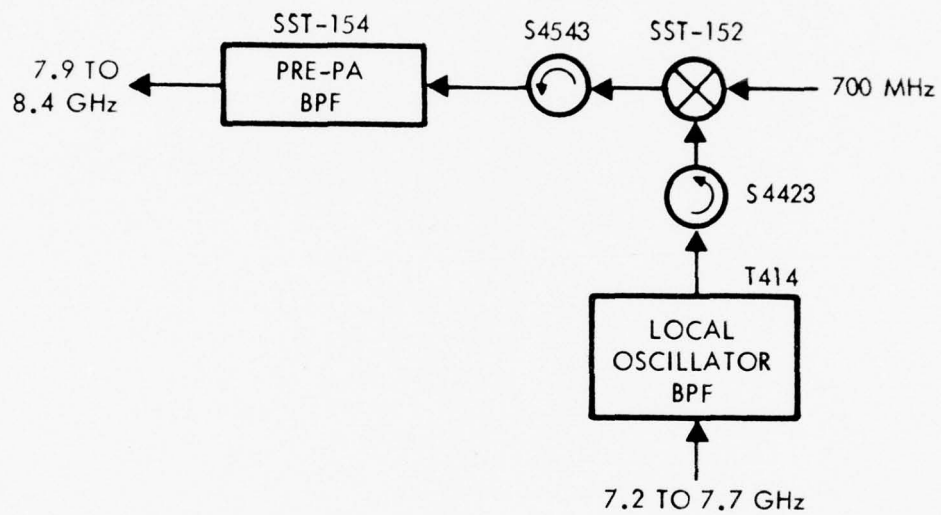 SST-154
S4543
SST-152
7.9 TO
8.4 GHz
PRE-PA
BPF
700 MHz
S4423
T414
LOCAL
OSCILLATOR
BPF
7.2 TO 7.7 GHz